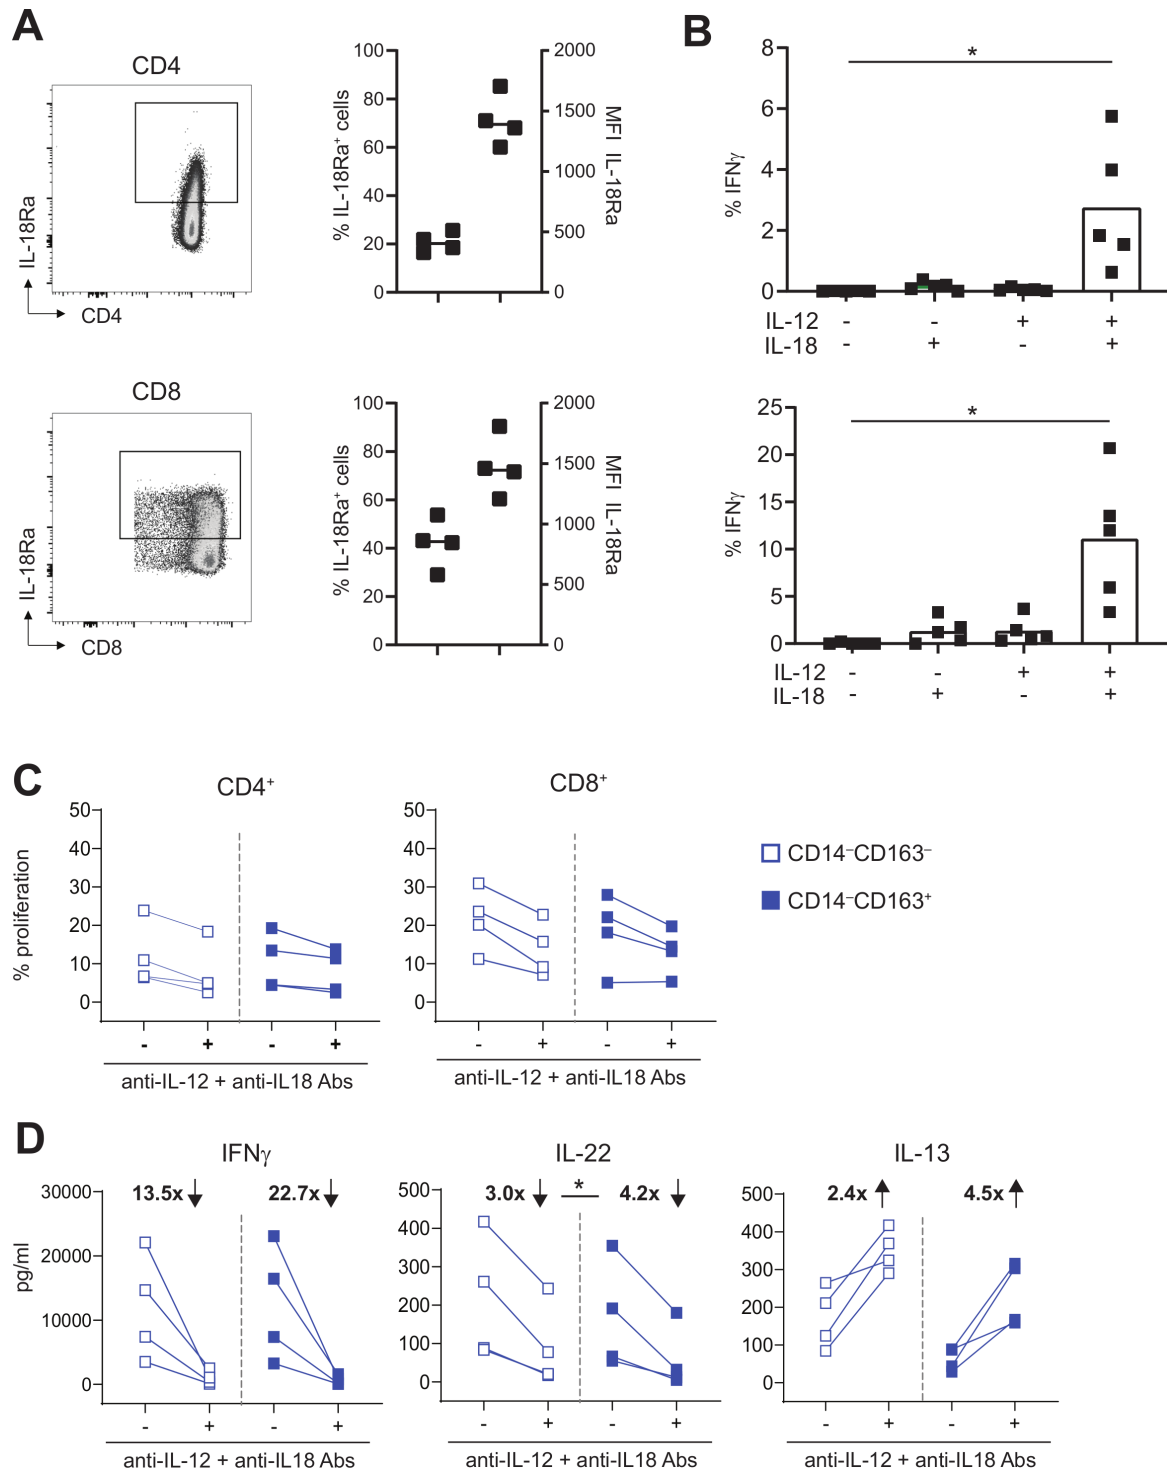 A
CD4
IL-18Ra
CD4
100
80
60
40
20
0
% IL-18Ra+ cells
2000
1500
1000
500
0
MFI IL-18Ra
CD8
IL-18Ra
CD8
100
80
60
40
20
0
% IL-18Ra+ cells
2000
1500
1000
500
0
MFI IL-18Ra
B
8
6
4
2
0
% IFNγ
*
IL-12 - - + +
IL-18 - + - +
25
20
15
10
5
0
% IFNγ
*
IL-12 - - + +
IL-18 - + - +
C
CD4+
50
40
30
20
10
0
% proliferation
- + - +
anti-IL-12 + anti-IL18 Abs
CD8+
50
40
30
20
10
0
- + - +
anti-IL-12 + anti-IL18 Abs
CD14–CD163–
CD14–CD163+
D
IFNγ
13.5x 22.7x
30000
20000
10000
0
pg/ml
- + - +
anti-IL-12 + anti-IL18 Abs
IL-22
3.0x * 4.2x
500
400
300
200
100
0
- + - +
anti-IL-12 + anti-IL18 Abs
IL-13
2.4x 4.5x
500
400
300
200
100
0
- + - +
anti-IL-12 + anti-IL18 Abs